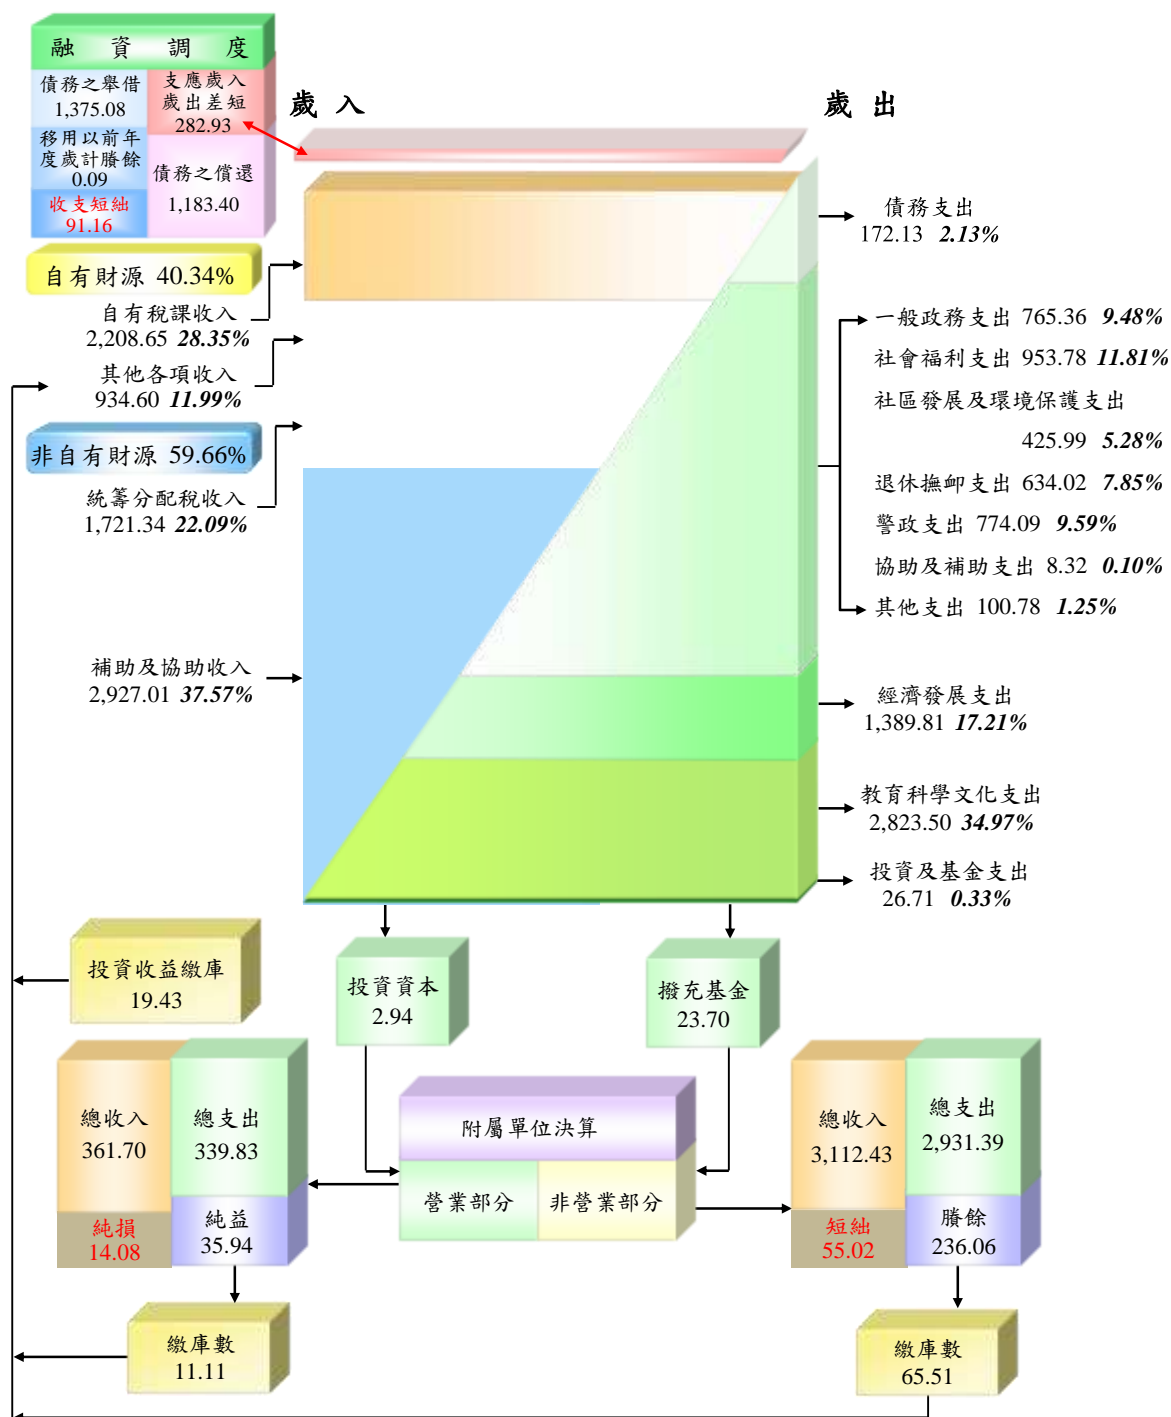 融資調度
債務之舉借
1,375.08
支應歲入
歲出差短
282.93
移用以前年
度歲計賸餘
0.09
債務之償還
1,183.40
收支短絀
91.16
歲入
歲出
自有財源 40.34%
自有稅課收入
2,208.65 28.35%
其他各項收入
934.60 11.99%
非自有財源 59.66%
統籌分配稅收入
1,721.34 22.09%
補助及協助收入
2,927.01 37.57%
債務支出
172.13 2.13%
一般政務支出 765.36 9.48%
社會福利支出 953.78 11.81%
社區發展及環境保護支出
425.99 5.28%
退休撫卹支出 634.02 7.85%
警政支出 774.09 9.59%
協助及補助支出 8.32 0.10%
其他支出 100.78 1.25%
經濟發展支出
1,389.81 17.21%
教育科學文化支出
2,823.50 34.97%
投資及基金支出
26.71 0.33%
投資收益繳庫
19.43
投資資本
2.94
撥充基金
23.70
總收入
361.70
總支出
339.83
純損
14.08
純益
35.94
附屬單位決算
營業部分
非營業部分
總收入
3,112.43
總支出
2,931.39
短絀
55.02
賸餘
236.06
繳庫數
11.11
繳庫數
65.51